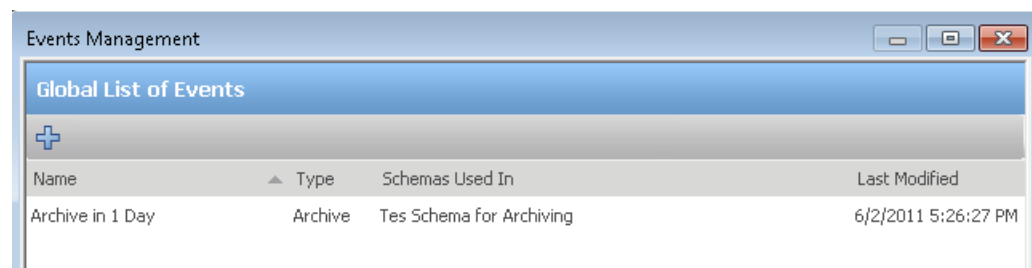 Events Management
Global List of Events
Name Type Schemas Used In Last Modified
Archive in 1 Day Archive Tes Schema for Archiving 6/2/2011 5:26:27 PM